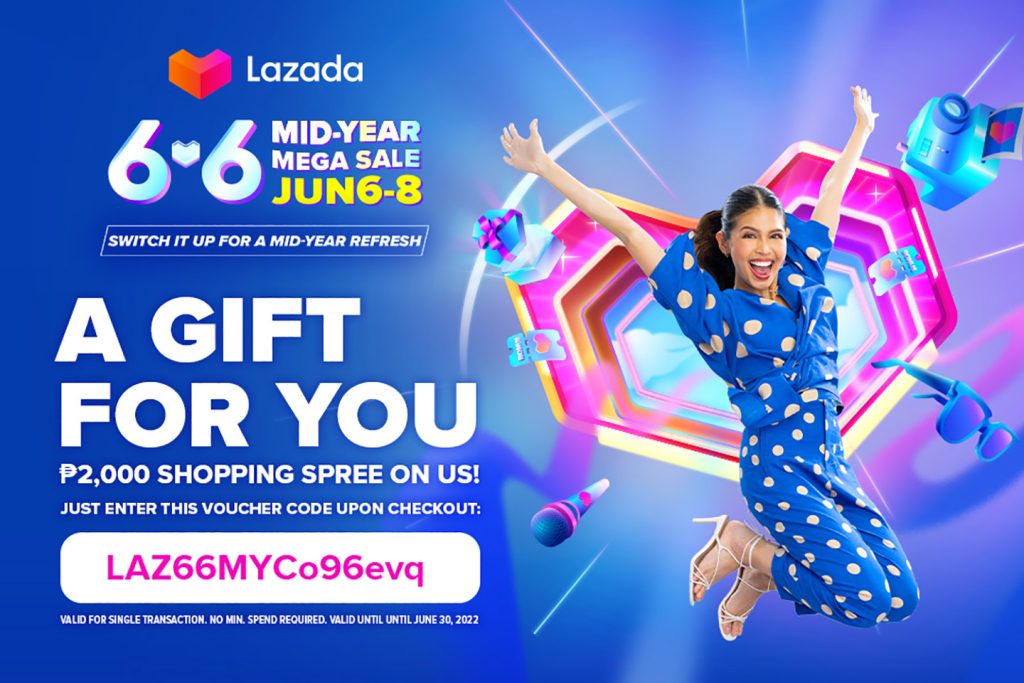 Lazada
6 6
MID-YEAR
MEGA SALE
JUN6-8
SWITCH IT UP FOR A MID-YEAR REFRESH
A GIFT
FOR YOU
₱2,000 SHOPPING SPREE ON US!
JUST ENTER THIS VOUCHER CODE UPON CHECKOUT:
LAZ66MYCo96evq
VALID FOR SINGLE TRANSACTION. NO MIN. SPEND REQUIRED. VALID UNTIL UNTIL JUNE 30, 2022